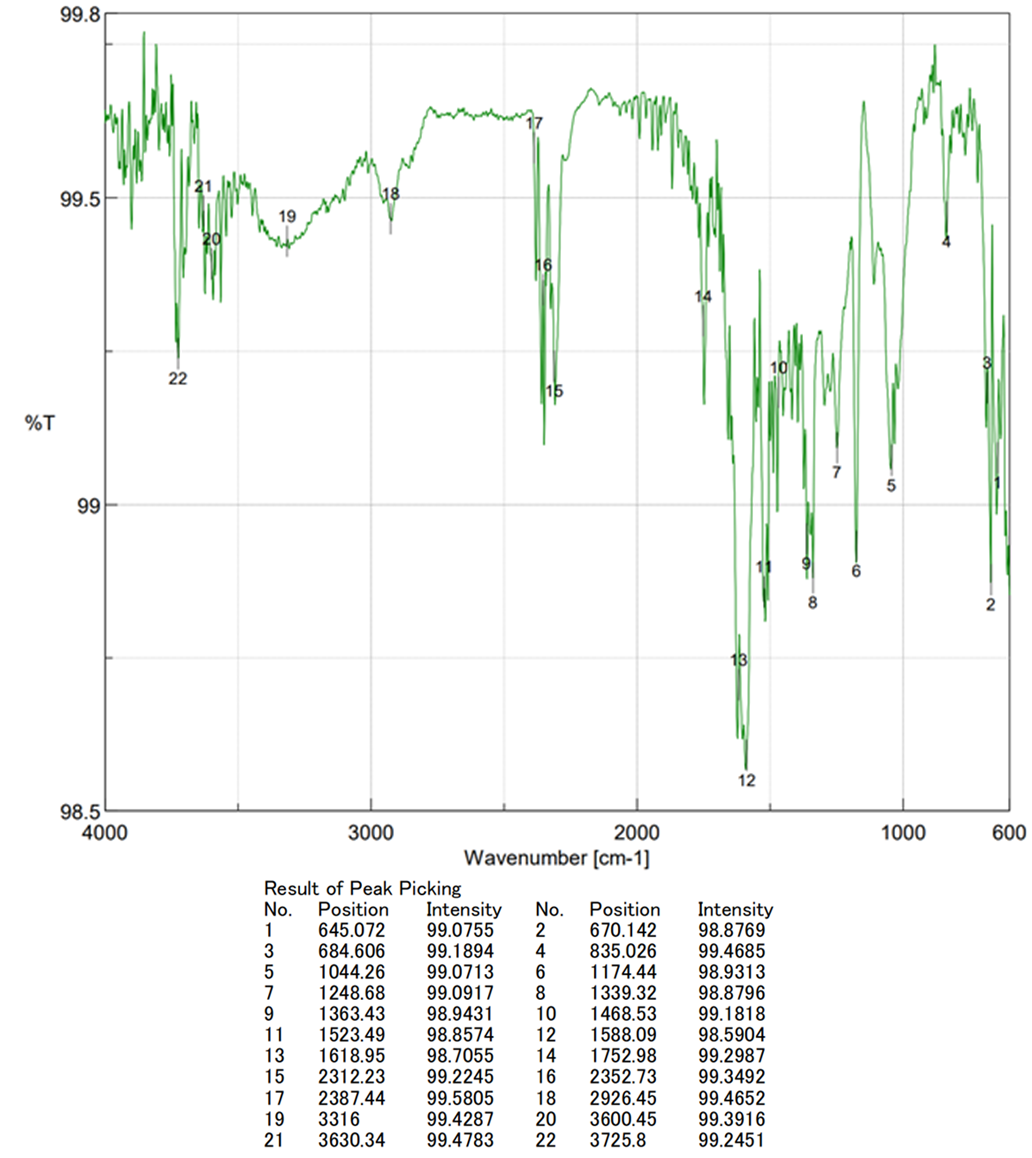 99.8
99.5
99
98.5
%T
4000
3000
2000
1000
600
Wavenumber [cm-1]
22
21
20
19
18
17
16
15
14
13
12
11
10
9
8
7
6
5
4
3
2
1
Result of Peak Picking
No. Position Intensity No. Position Intensity
1 645.072 99.0755 2 670.142 98.8769
3 684.606 99.1894 4 835.026 99.4685
5 1044.26 99.0713 6 1174.44 98.9313
7 1248.68 99.0917 8 1339.32 98.8796
9 1363.43 98.9431 10 1468.53 99.1818
11 1523.49 98.8574 12 1588.09 98.5904
13 1618.95 98.7055 14 1752.98 99.2987
15 2312.23 99.2245 16 2352.73 99.3492
17 2387.44 99.5805 18 2926.45 99.4652
19 3316 99.4287 20 3600.45 99.3916
21 3630.34 99.4783 22 3725.8 99.2451